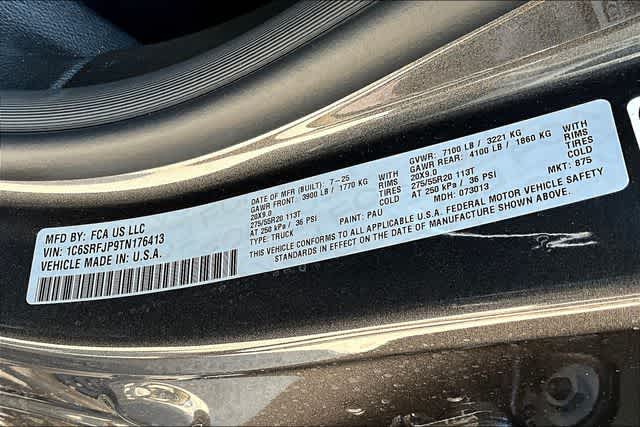 MFD BY: FCA US LLC
VIN: 1C6SRFJP9TN176413
VEHICLE MADE IN: U.S.A.
DATE OF MFR (BUILT): 7-25
GAWR FRONT: 3900 LB / 1770 KG WITH
20X9.0 RIMS
275/55R20 113T TIRES
AT 250 kPa / 36 PSI COLD
TYPE: TRUCK PAINT: PAU
GVWR: 7100 LB / 3221 KG
GAWR REAR: 4100 LB / 1860 KG WITH
20X9.0 RIMS
275/55R20 113T TIRES
AT 250 kPa / 36 PSI COLD
MDH: 073013 MKT: B75
THIS VEHICLE CONFORMS TO ALL APPLICABLE U.S.A. FEDERAL MOTOR VEHICLE SAFETY
STANDARDS IN EFFECT ON THE DATE OF MANUFACTURE SHOWN ABOVE.